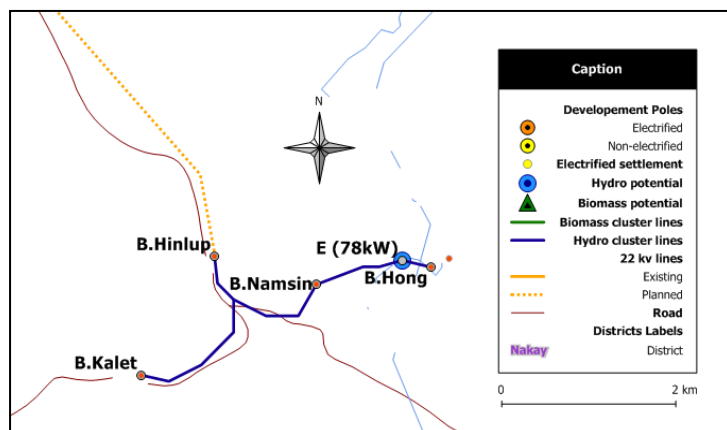 N
B.Hinlup
E (78kW)
B.Namsin
B.Hong
B.Kalet
Caption
Developement Poles
Electrified
Non-electrified
Electrified settlement
Hydro potential
Biomass potential
Biomass cluster lines
Hydro cluster lines
22 kv lines
Existing
Planned
Road
Districts Labels
Nakay District
0 2 km